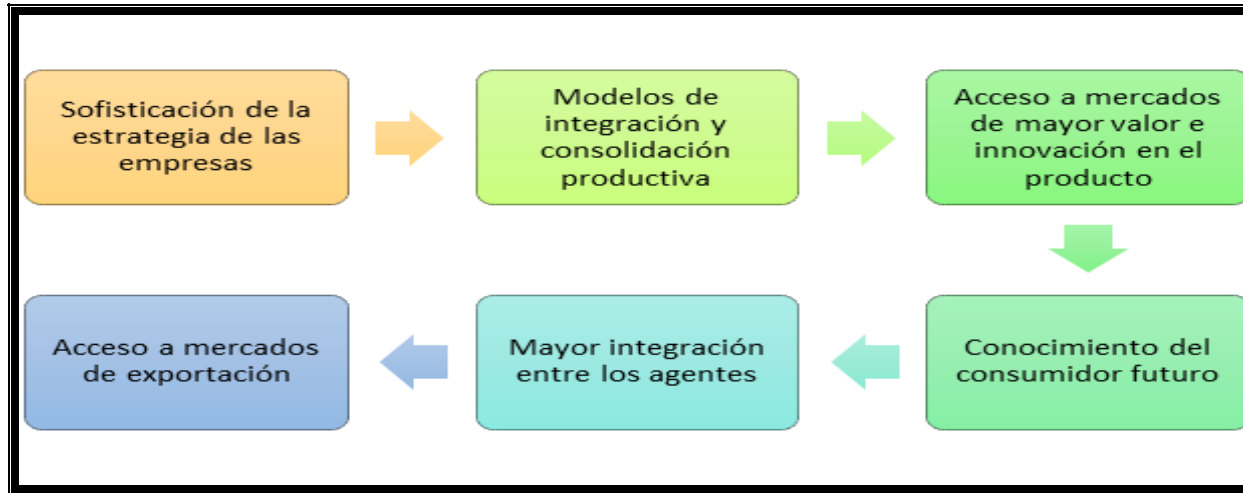 Sofisticación de la
estrategia de las
empresas
Modelos de
integración y
consolidación
productiva
Acceso a mercados
de mayor valor e
innovación en el
producto
Conocimiento del
consumidor futuro
Mayor integración
entre los agentes
Acceso a mercados
de exportación